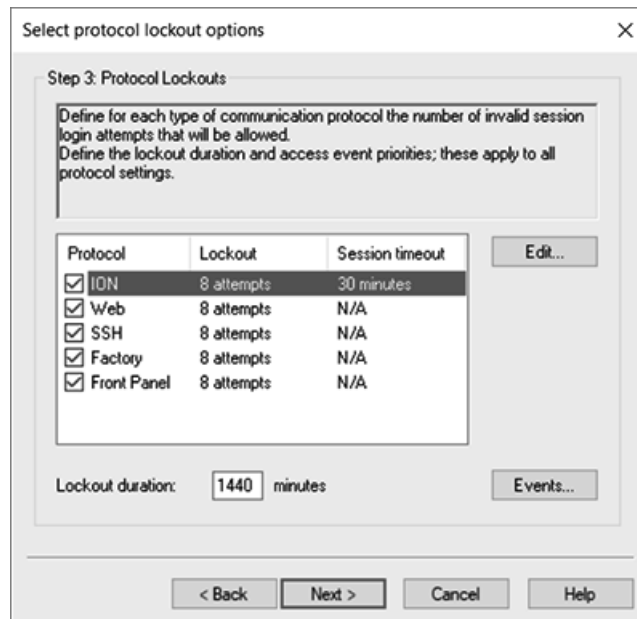 Select protocol lockout options
Step 3: Protocol Lockouts
Define for each type of communication protocol the number of invalid session
login attempts that will be allowed.
Define the lockout duration and access event priorities; these apply to all
protocol settings.
Protocol Lockout Session timeout
ION 8 attempts 30 minutes
Web 8 attempts N/A
SSH 8 attempts N/A
Factory 8 attempts N/A
Front Panel 8 attempts N/A
Edit...
Lockout duration: 1440 minutes
Events...
< Back Next > Cancel Help